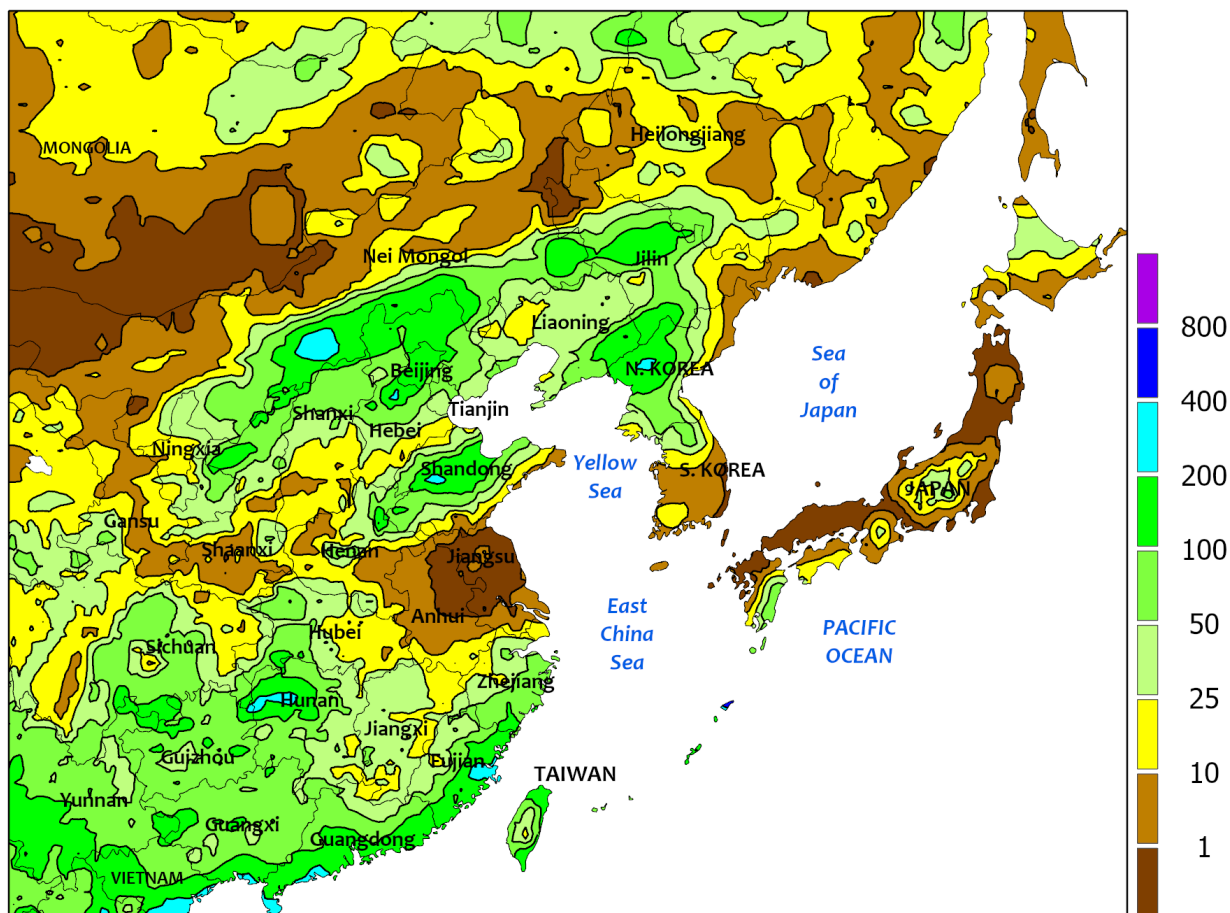 Heilongjiang
MONGOLIA
Nei Mongol
Jilin
Liaoning
Beijing
N. KOREA
Sea
of
Japan
800
Shanxi
Tianjin
400
Hebei
Ningxia
Shandong
Yellow
Sea
S. KOREA
200
JAPAN
Gansu
Shaanxi
Henan
Jiangsu
100
Anhui
East
China
Sea
50
Hubei
PACIFIC
OCEAN
Sichuan
Zhejiang
25
Hunan
Jiangxi
Guizhou
Fujian
TAIWAN
10
Yunnan
Guangxi
Guangdong
1
VIETNAM